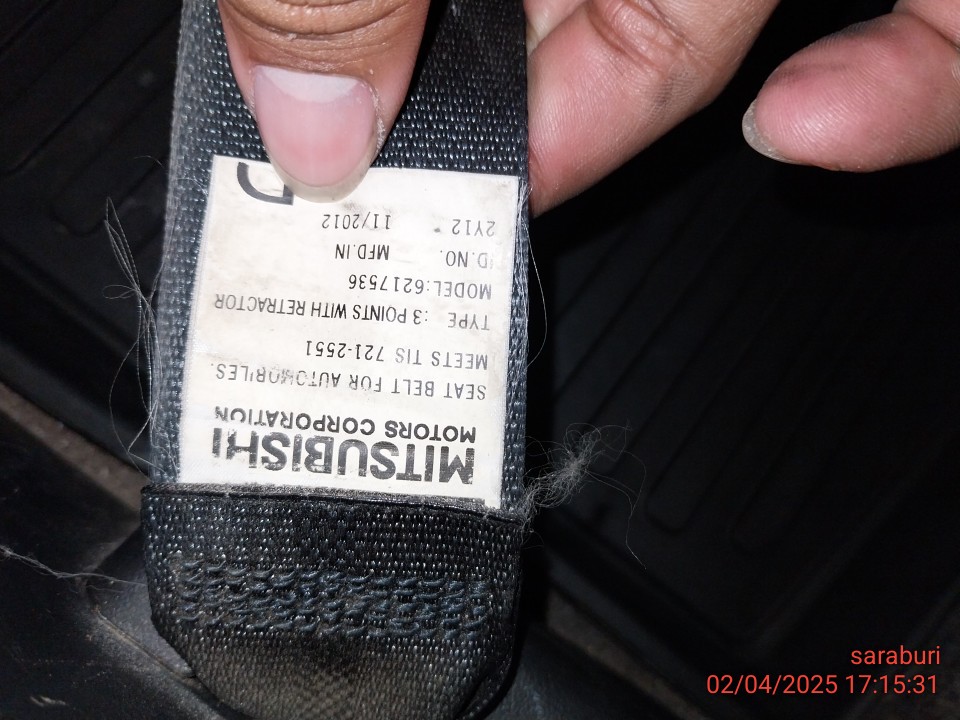 MITSUBISHI
MOTORS CORPORATION
SEAT BELT FOR AUTOMOBILES.
MEETS TIS 721-2551
TYPE :3 POINTS WITH RETRACTOR
MODEL:6217536
ID.NO. MFD.IN
2Y12 11/2012
saraburi
02/04/2025 17:15:31